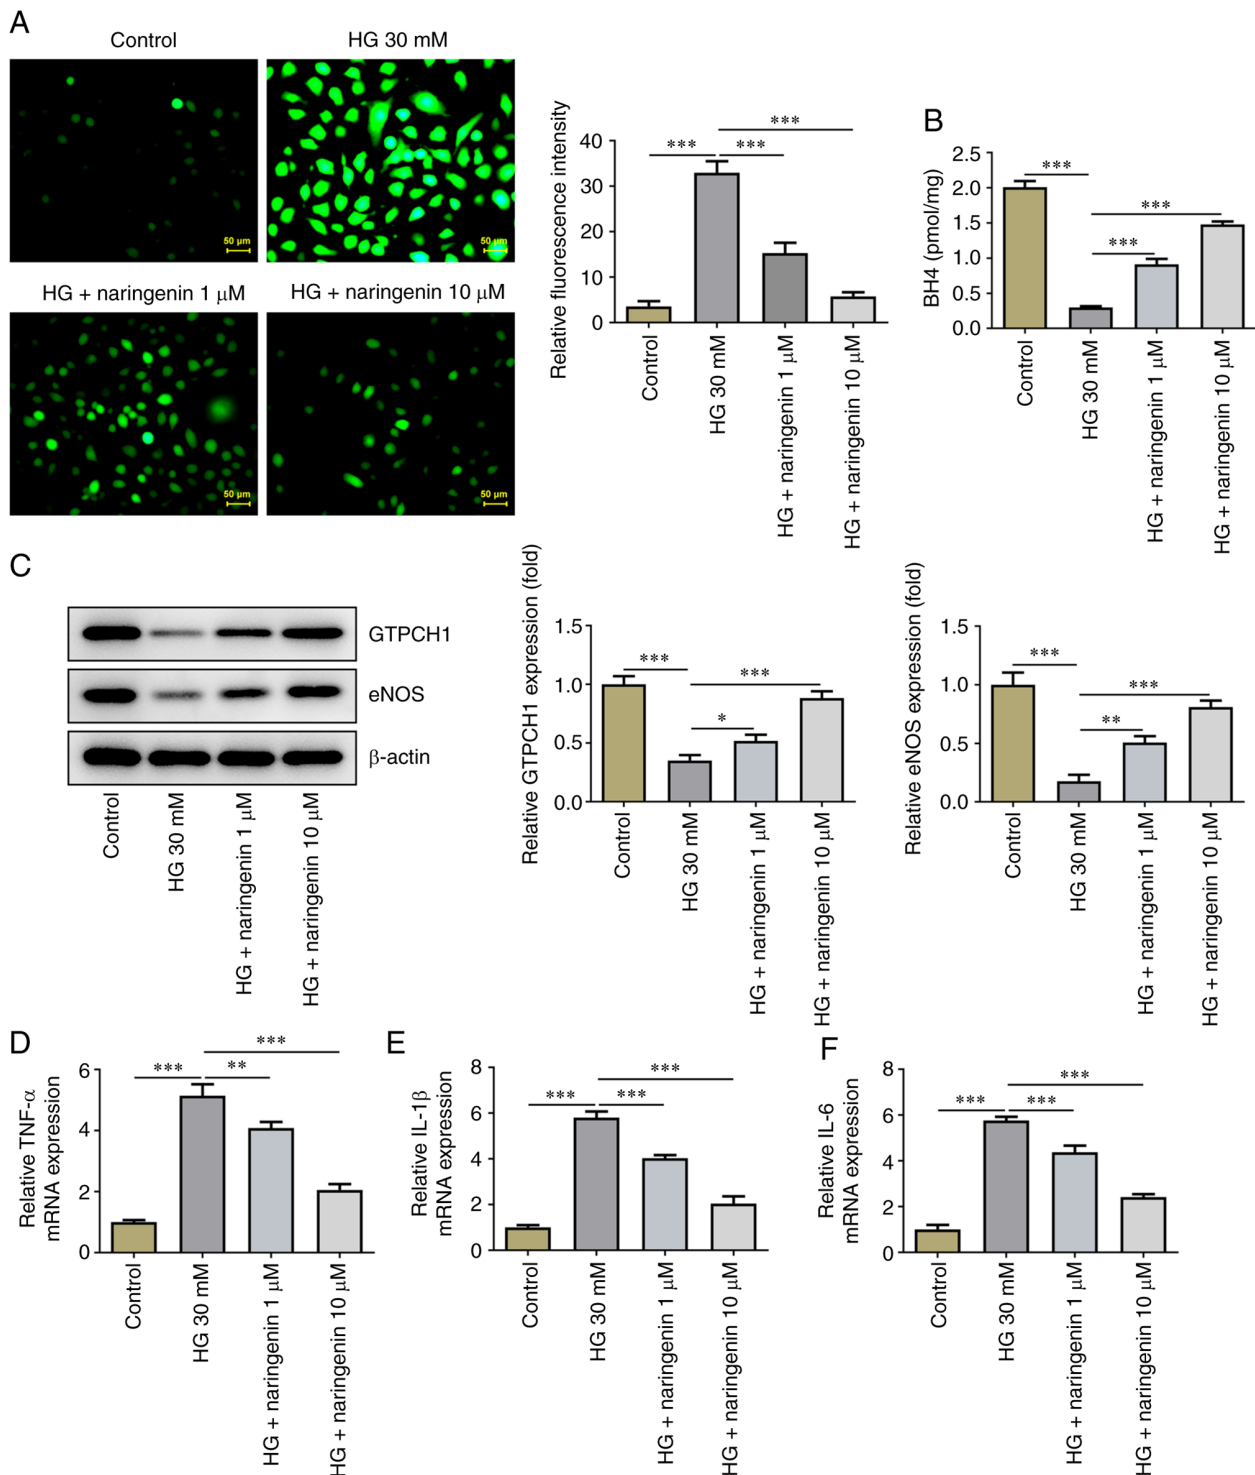 A
Control
HG 30 mM
50 µm
50 µm
HG + naringenin 1 µM
HG + naringenin 10 µM
50 µm
50 µm
Relative fluorescence intensity
40
30
20
10
0
***
***
***
Control
HG 30 mM
HG + naringenin 1 µM
HG + naringenin 10 µM
B
BH4 (pmol/mg)
2.5
2.0
1.5
1.0
0.5
0.0
***
***
***
Control
HG 30 mM
HG + naringenin 1 µM
HG + naringenin 10 µM
C
GTPCH1
eNOS
β-actin
Control
HG 30 mM
HG + naringenin 1 µM
HG + naringenin 10 µM
Relative GTPCH1 expression (fold)
1.5
1.0
0.5
0.0
***
***
*
Control
HG 30 mM
HG + naringenin 1 µM
HG + naringenin 10 µM
Relative eNOS expression (fold)
1.5
1.0
0.5
0.0
***
***
**
Control
HG 30 mM
HG + naringenin 1 µM
HG + naringenin 10 µM
D
Relative TNF-α
mRNA expression
6
4
2
0
***
***
**
Control
HG 30 mM
HG + naringenin 1 µM
HG + naringenin 10 µM
E
Relative IL-1β
mRNA expression
8
6
4
2
0
***
***
***
Control
HG 30 mM
HG + naringenin 1 µM
HG + naringenin 10 µM
F
Relative IL-6
mRNA expression
8
6
4
2
0
***
***
***
Control
HG 30 mM
HG + naringenin 1 µM
HG + naringenin 10 µM